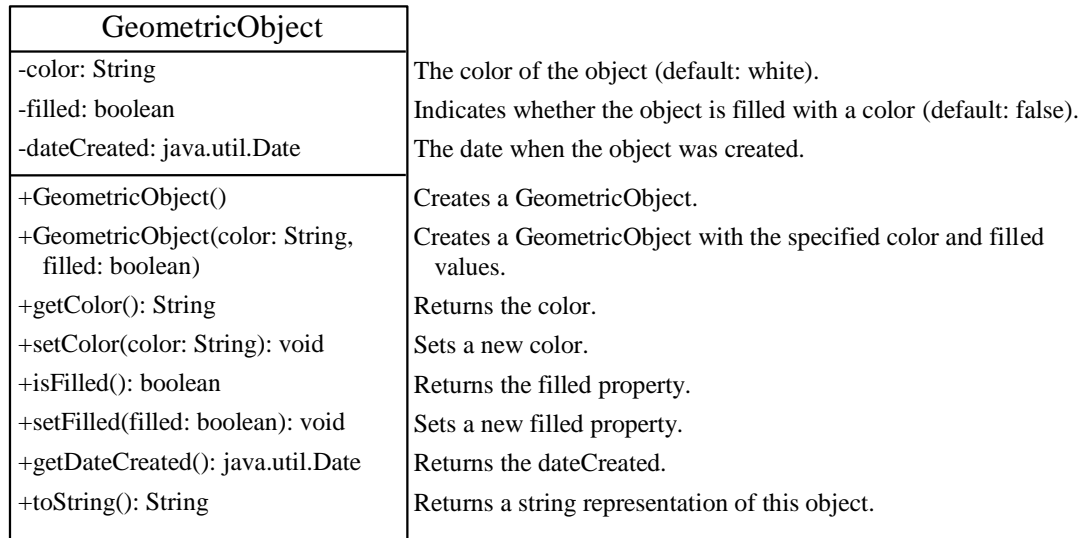 GeometricObject
-color: String The color of the object (default: white).
-filled: boolean Indicates whether the object is filled with a color (default: false).
-dateCreated: java.util.Date The date when the object was created.
+GeometricObject() Creates a GeometricObject.
+GeometricObject(color: String, Creates a GeometricObject with the specified color and filled
filled: boolean) values.
+getColor(): String Returns the color.
+setColor(color: String): void Sets a new color.
+isFilled(): boolean Returns the filled property.
+setFilled(filled: boolean): void Sets a new filled property.
+getDateCreated(): java.util.Date Returns the dateCreated.
+toString(): String Returns a string representation of this object.